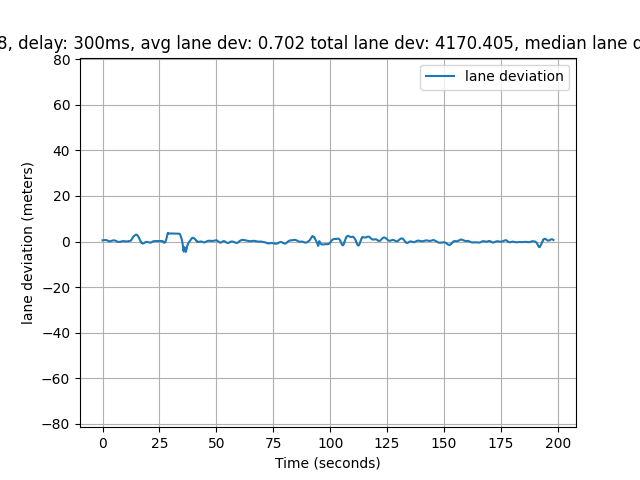 8, delay: 300ms, avg lane dev: 0.702 total lane dev: 4170.405, median lane
lane deviation
80
60
40
20
0
−20
−40
−60
−80
lane deviation (meters)
0 25 50 75 100 125 150 175 200
Time (seconds)